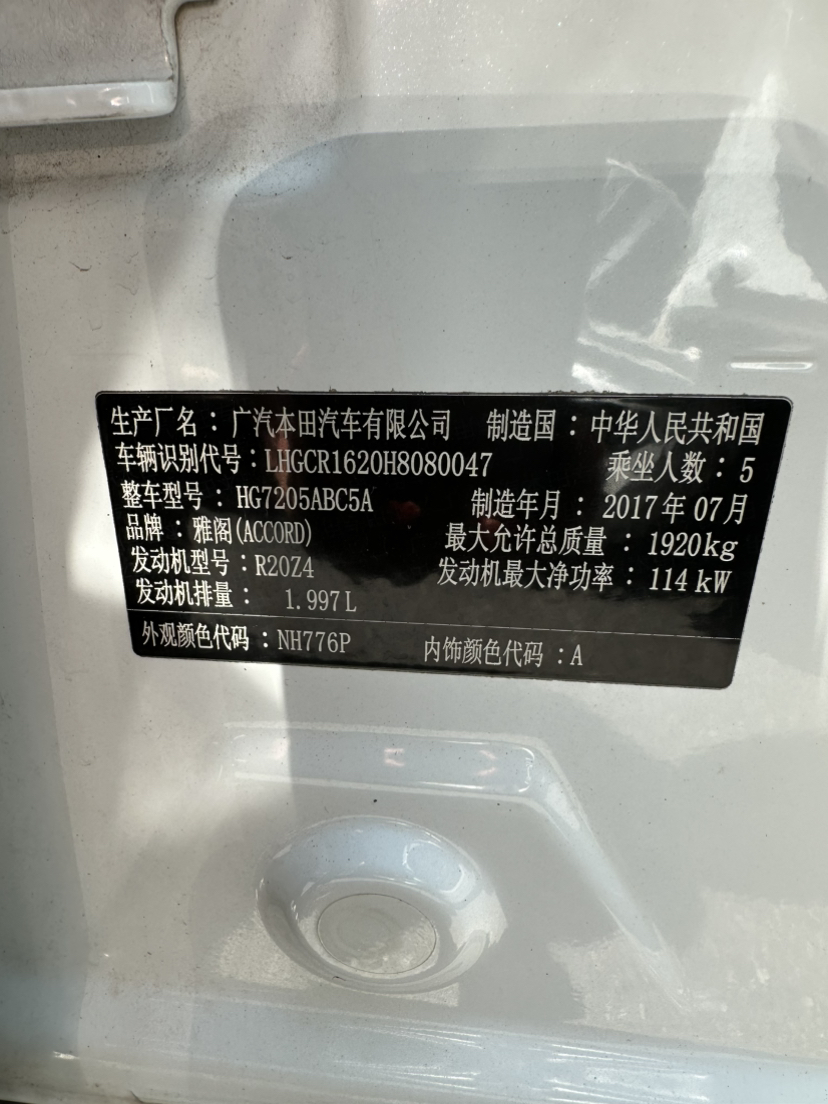 生产厂名：广汽本田汽车有限公司 制造国：中华人民共和国
车辆识别代号：LHGCR1620H8080047 乘坐人数：5
整车型号：HG7205ABC5A 制造年月：2017年07月
品牌：雅阁(ACCORD) 最大允许总质量：1920kg
发动机型号：R20Z4 发动机最大净功率：114kW
发动机排量：1.997L
外观颜色代码：NH776P 内饰颜色代码：A